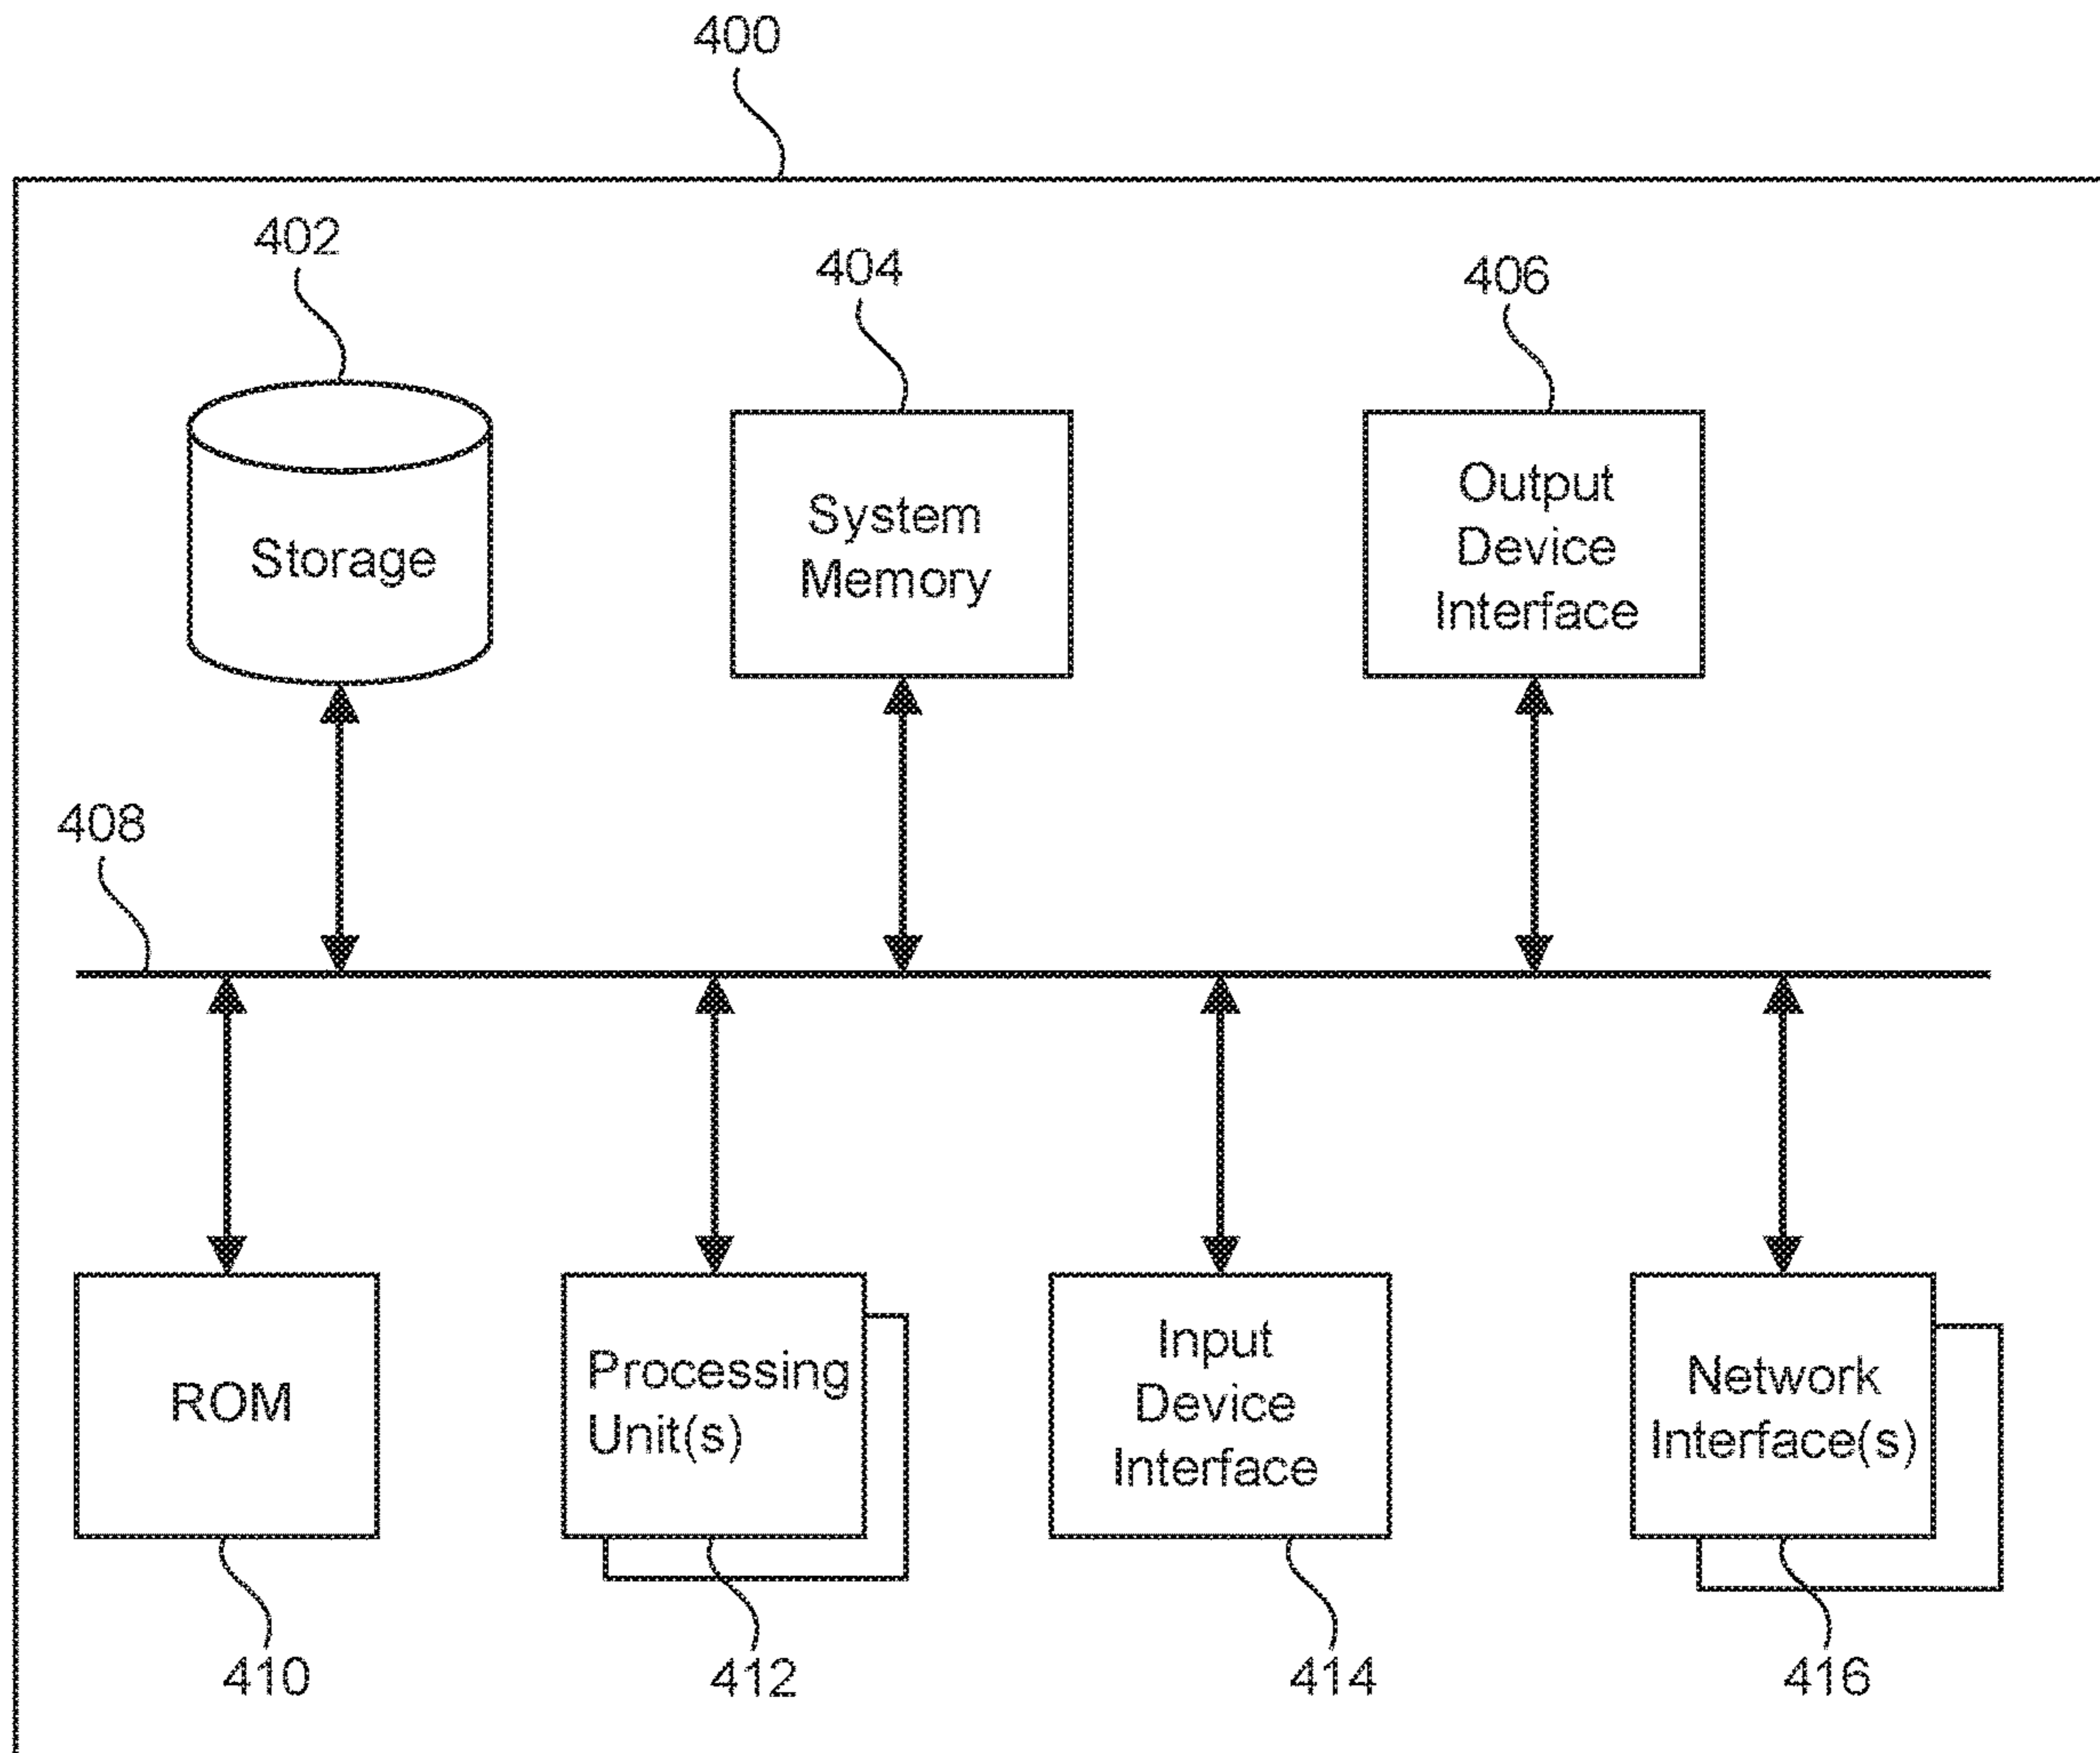 400
402
404
406
Storage
System
Memory
Output
Device
Interface
408
ROM
Processing
Unit(s)
Input
Device
Interface
Network
Interface(s)
410
412
414
416